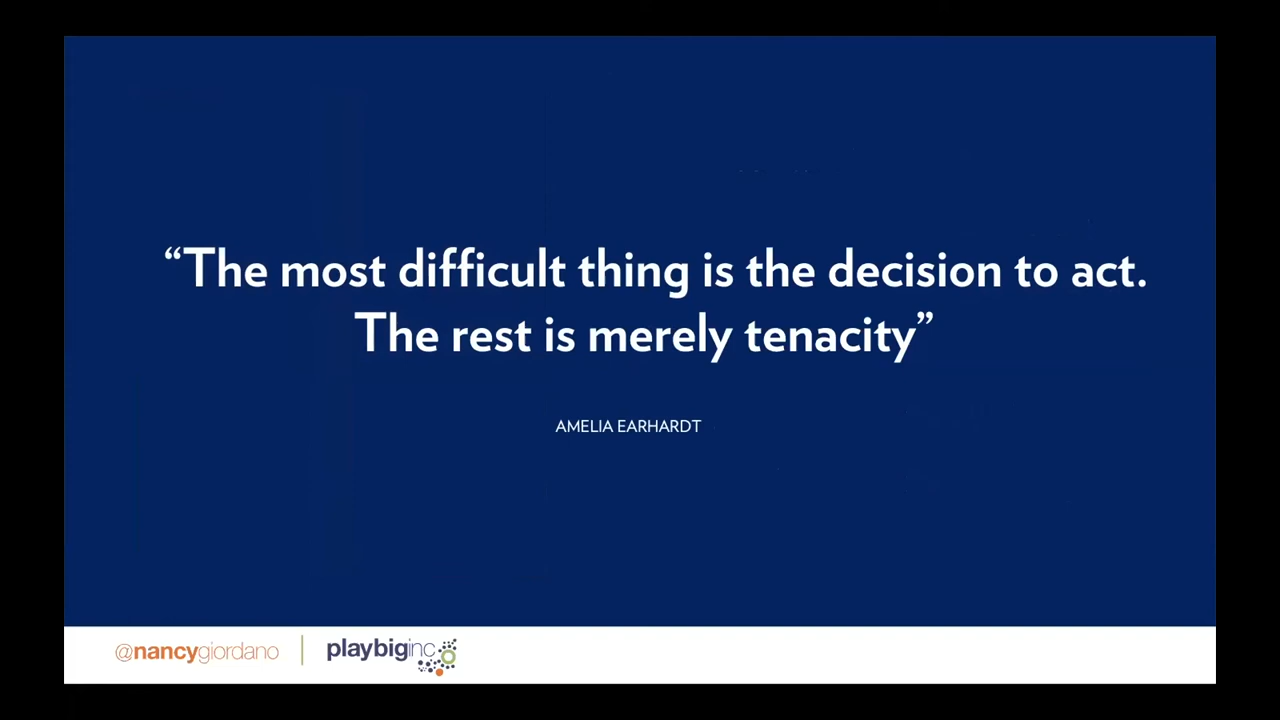 “The most difficult thing is the decision to act.
The rest is merely tenacity”
AMELIA EARHARDT
@nancygiordano
playbiginc